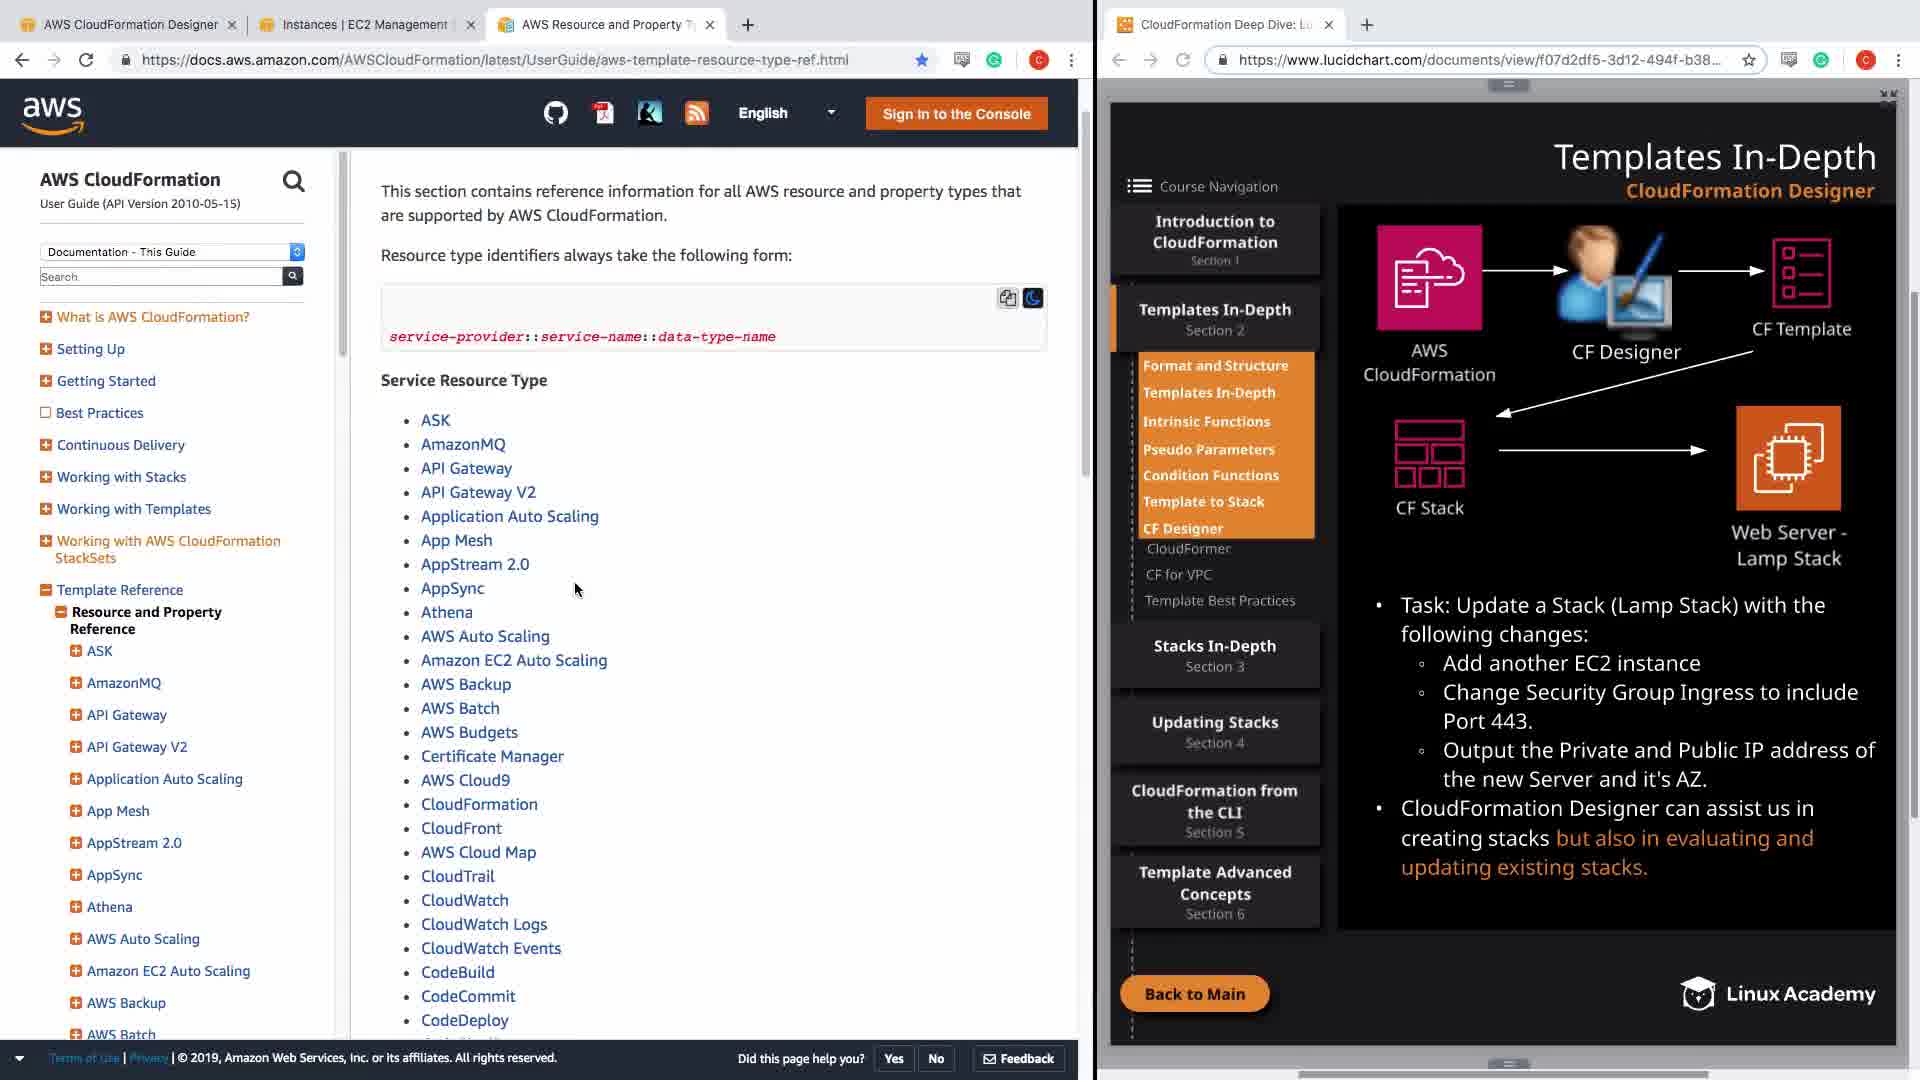 AWS CloudFormation Designer
Instances | EC2 Management
AWS Resource and Property T
https://docs.aws.amazon.com/AWSCloudFormation/latest/UserGuide/aws-template-resource-type-ref.html
C
aws
English
Sign In to the Console
AWS CloudFormation
User Guide (API Version 2010-05-15)
Documentation - This Guide
Search
What is AWS CloudFormation?
Setting Up
Getting Started
Best Practices
Continuous Delivery
Working with Stacks
Working with Templates
Working with AWS CloudFormation
StackSets
Template Reference
Resource and Property
Reference
ASK
AmazonMQ
API Gateway
API Gateway V2
Application Auto Scaling
App Mesh
AppStream 2.0
AppSync
Athena
AWS Auto Scaling
Amazon EC2 Auto Scaling
AWS Backup
AWS Batch
This section contains reference information for all AWS resource and property types that
are supported by AWS CloudFormation.
Resource type identifiers always take the following form:
service-provider::service-name::data-type-name
Service Resource Type
• ASK
• AmazonMQ
• API Gateway
• API Gateway V2
• Application Auto Scaling
• App Mesh
• AppStream 2.0
• AppSync
• Athena
• AWS Auto Scaling
• Amazon EC2 Auto Scaling
• AWS Backup
• AWS Batch
• AWS Budgets
• Certificate Manager
• AWS Cloud9
• CloudFormation
• CloudFront
• AWS Cloud Map
• CloudTrail
• CloudWatch
• CloudWatch Logs
• CloudWatch Events
• CodeBuild
• CodeCommit
• CodeDeploy
Terms of Use | Privacy | © 2019, Amazon Web Services, Inc. or its affiliates. All rights reserved.
Did this page help you?
Yes
No
Feedback
CloudFormation Deep Dive: Lu
https://www.lucidchart.com/documents/view/f07d2df5-3d12-494f-b38...
C
Templates In-Depth
CloudFormation Designer
Course Navigation
Introduction to
CloudFormation
Section 1
Templates In-Depth
Section 2
Format and Structure
Templates In-Depth
Intrinsic Functions
Pseudo Parameters
Condition Functions
Template to Stack
CF Designer
CloudFormer
CF for VPC
Template Best Practices
Stacks In-Depth
Section 3
Updating Stacks
Section 4
CloudFormation from
the CLI
Section 5
Template Advanced
Concepts
Section 6
Back to Main
AWS
CloudFormation
CF Designer
CF Template
CF Stack
Web Server -
Lamp Stack
• Task: Update a Stack (Lamp Stack) with the
following changes:
◦ Add another EC2 instance
◦ Change Security Group Ingress to include
Port 443.
◦ Output the Private and Public IP address of
the new Server and it's AZ.
• CloudFormation Designer can assist us in
creating stacks but also in evaluating and
updating existing stacks.
Linux Academy